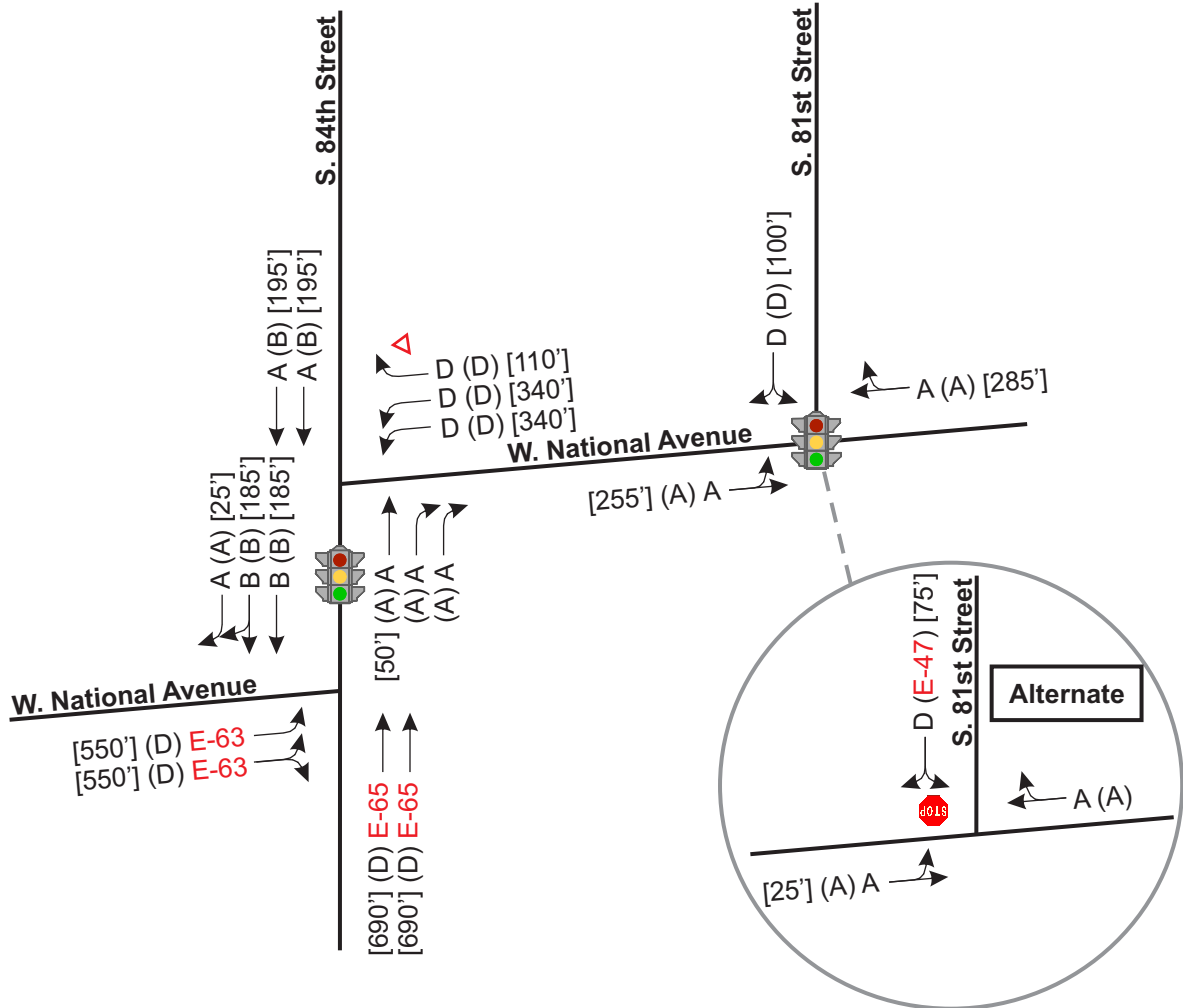 S. 84th Street
S. 81st Street
A (B) [195’]
A (B) [195’]
D (D) [100’]
D (D) [110’]
D (D) [340’]
D (D) [340’]
A (A) [285’]
W. National Avenue
[255’] (A) A
A (A) [25’]
B (B) [185’]
B (B) [185’]
[50’] (A) A
(A) A
(A) A
W. National Avenue
[550’] (D) E-63
[550’] (D) E-63
[690’] (D) E-65
[690’] (D) E-65
D (E-47) [75’]
S. 81st Street
Alternate
STOP
A (A)
[25’] (A) A